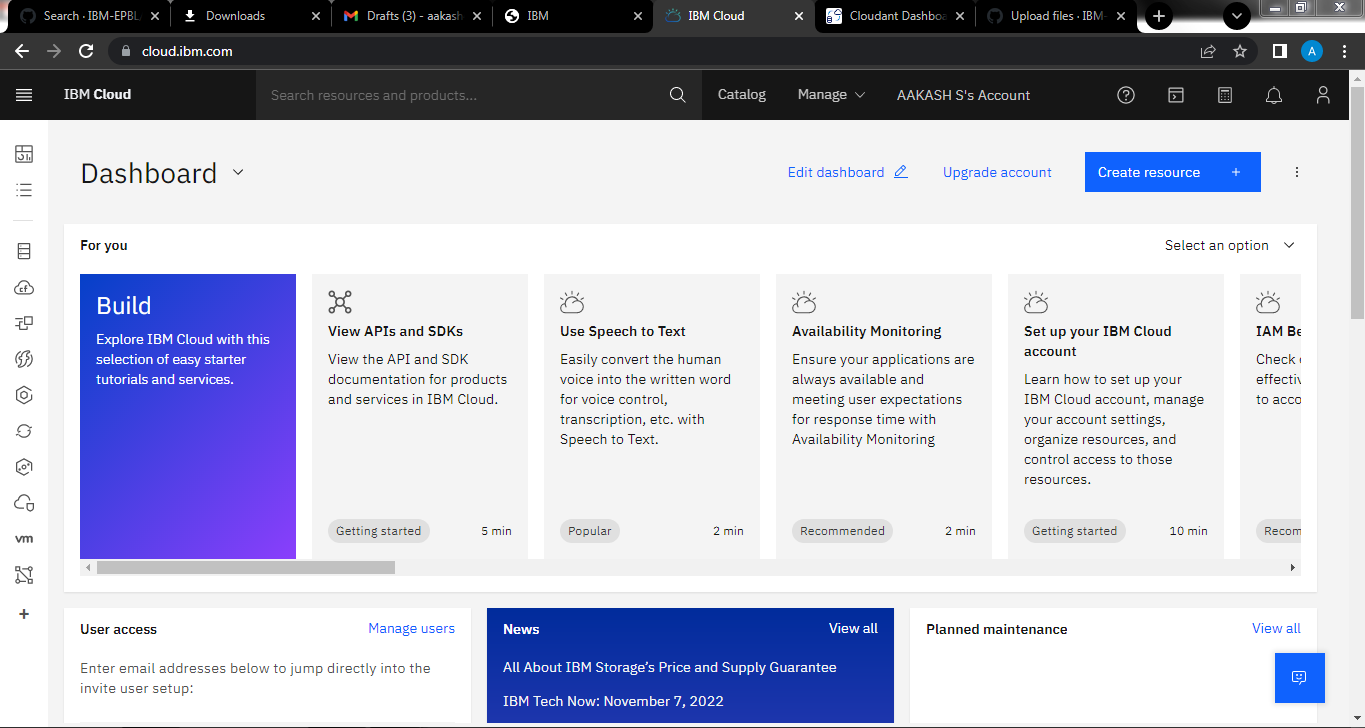 Search · IBM-EPBL
Downloads
Drafts (3) - aakash
IBM
IBM Cloud
Cloudant Dashboa
Upload files · IBM-
cloud.ibm.com
A
IBM Cloud
Search resources and products...
Catalog
Manage
AAKASH S's Account
Dashboard
Edit dashboard
Upgrade account
Create resource +
For you
Select an option
Build
Explore IBM Cloud with this
selection of easy starter
tutorials and services.
View APIs and SDKs
View the API and SDK
documentation for products
and services in IBM Cloud.
Getting started
5 min
Use Speech to Text
Easily convert the human
voice into the written word
for voice control,
transcription, etc. with
Speech to Text.
Popular
2 min
Availability Monitoring
Ensure your applications are
always available and
meeting user expectations
for response time with
Availability Monitoring
Recommended
2 min
Set up your IBM Cloud
account
Learn how to set up your
IBM Cloud account, manage
your account settings,
organize resources, and
control access to those
resources.
Getting started
10 min
IAM Be
Check
effectiv
to acco
Recom
cf
vm
User access
Manage users
Enter email addresses below to jump directly into the
invite user setup:
News
View all
All About IBM Storage's Price and Supply Guarantee
IBM Tech Now: November 7, 2022
Planned maintenance
View all